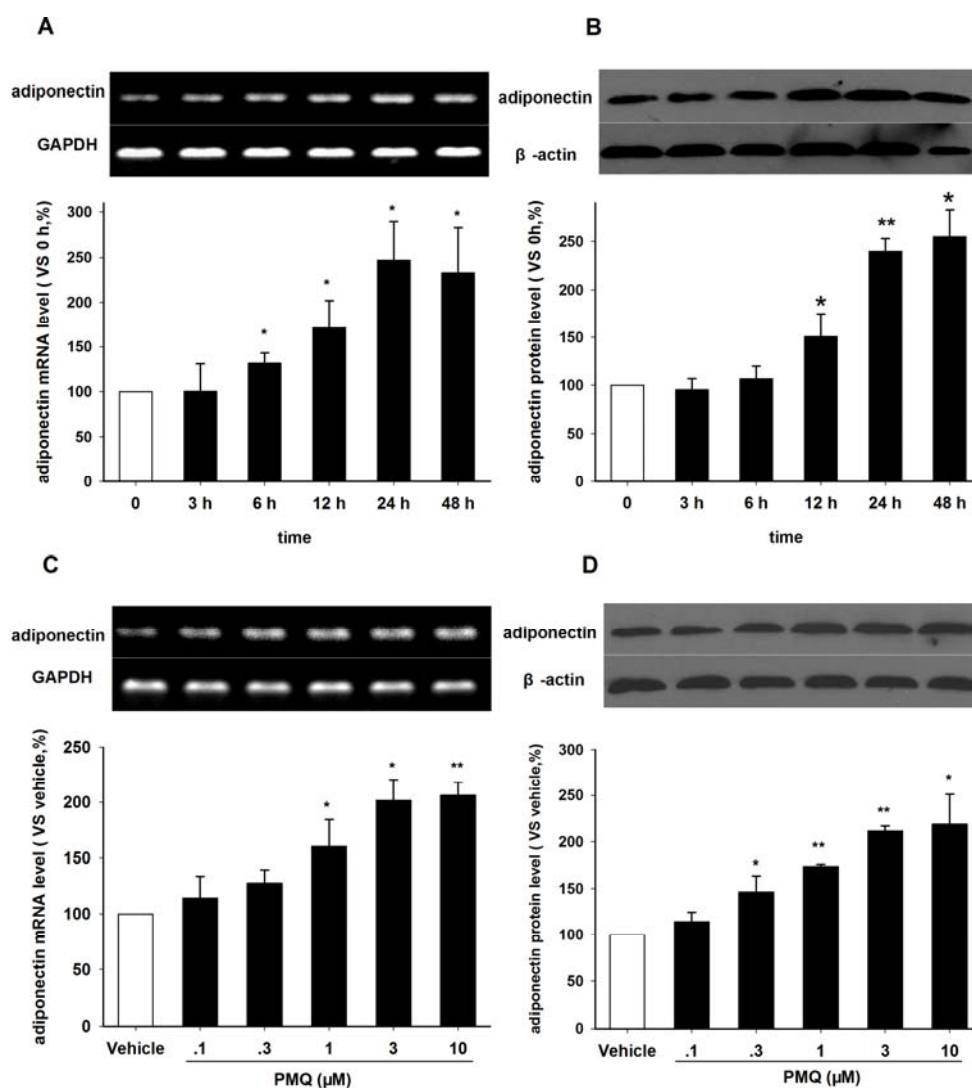 A
adiponectin
GAPDH
adiponectin mRNA level ( VS 0 h,%)
300
250
200
150
100
50
0
*
*
*
*
0 3 h 6 h 12 h 24 h 48 h
time
B
adiponectin
β -actin
adiponectin protein level ( VS 0h,%)
250
200
150
100
50
0
*
**
*
0 3 h 6 h 12 h 24 h 48 h
time
C
adiponectin
GAPDH
adiponectin mRNA level ( VS vehicle,%)
250
200
150
100
50
0
*
*
**
Vehicle .1 .3 1 3 10
PMQ (μM)
D
adiponectin
β -actin
adiponectin protein level ( VS vehicle,%)
300
250
200
150
100
50
0
*
**
**
*
Vehicle .1 .3 1 3 10
PMQ (μM)